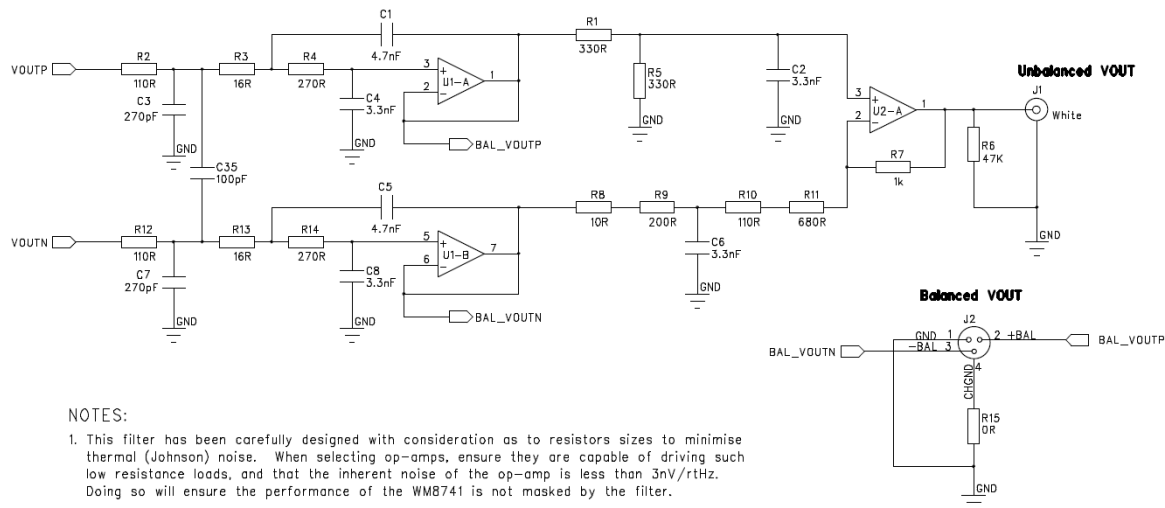 C1
4.7nF
R1
330R
VOUTP
R2
110R
R3
16R
R4
270R
C3
270pF
GND
C4
3.3nF
GND
3
+
2
-
U1-A
1
BAL_VOUTP
R5
330R
GND
C2
3.3nF
GND
3
+
2
-
U2-A
1
Unbalanced VOUT
J1
White
R6
47K
R7
1k
GND
C35
100pF
C5
4.7nF
VOUTN
R12
110R
R13
16R
R14
270R
C7
270pF
GND
C8
3.3nF
GND
5
+
6
-
U1-B
7
BAL_VOUTN
R8
10R
R9
200R
R10
110R
R11
680R
C6
3.3nF
GND
Balanced VOUT
J2
GND 1
2 +BAL
BAL_VOUTP
BAL_VOUTN
-BAL 3
4
CHGND
R15
0R
GND
NOTES:
1. This filter has been carefully designed with consideration as to resistors sizes to minimise
thermal (Johnson) noise. When selecting op-amps, ensure they are capable of driving such
low resistance loads, and that the inherent noise of the op-amp is less than 3nV/rtHz.
Doing so will ensure the performance of the WM8741 is not masked by the filter.